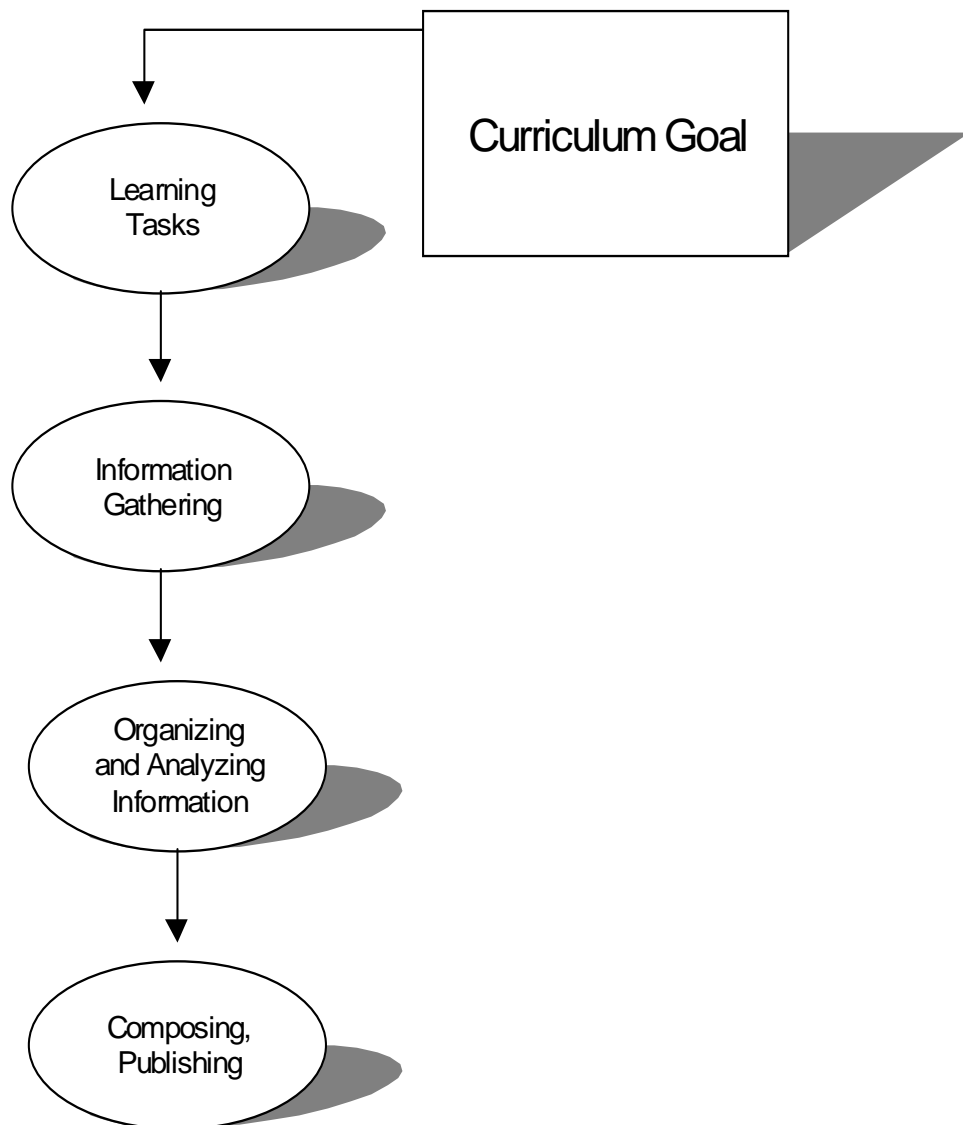 Curriculum Goal
Learning
Tasks
Information
Gathering
Organizing
and Analyzing
Information
Composing,
Publishing